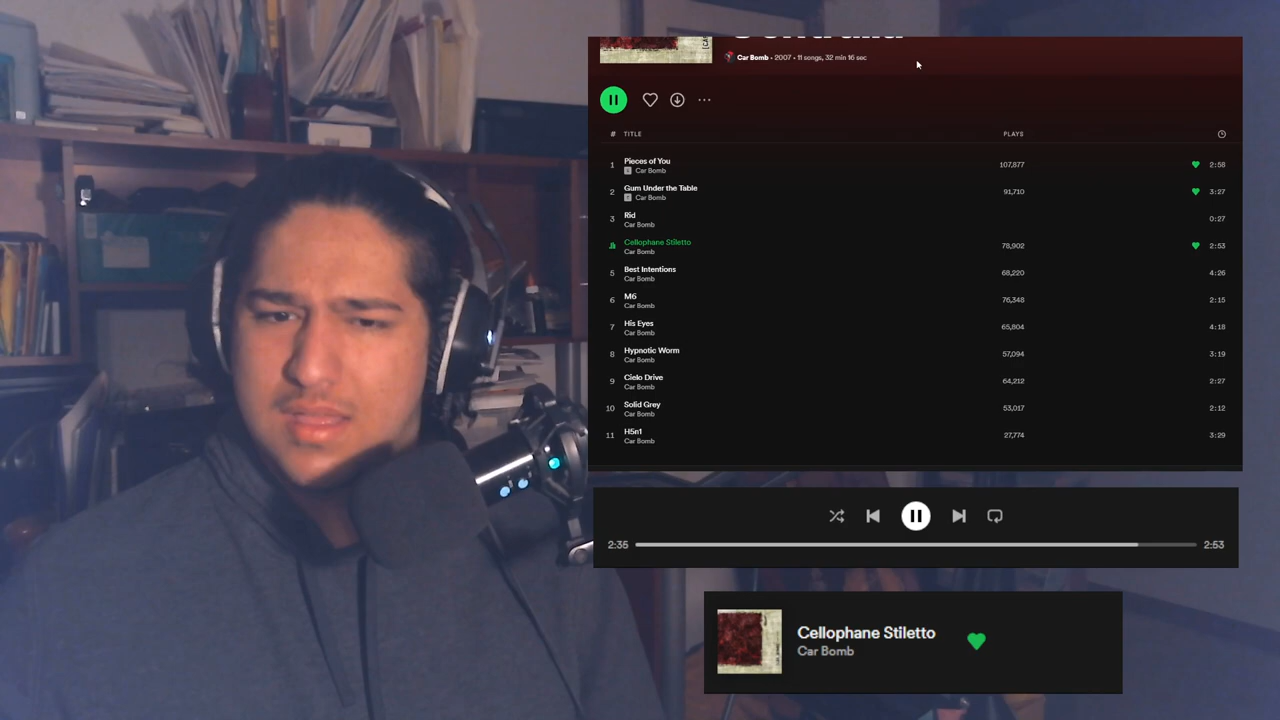 Car Bomb • 2007 • 11 songs, 32 min 16 sec
# TITLE PLAYS
1 Pieces of You 107,877 2:58
E Car Bomb
2 Gum Under the Table 91,710 3:27
Car Bomb
3 Rid 0:27
Car Bomb
Cellophane Stiletto 78,902 2:53
Car Bomb
5 Best Intentions 68,220 4:26
Car Bomb
6 M6 76,348 2:15
Car Bomb
7 His Eyes 65,804 4:18
Car Bomb
8 Hypnotic Worm 57,094 3:19
Car Bomb
9 Cielo Drive 64,212 2:27
Car Bomb
10 Solid Grey 53,017 2:12
Car Bomb
11 H5n1 27,774 3:29
Car Bomb
2:35 2:53
Cellophane Stiletto
Car Bomb